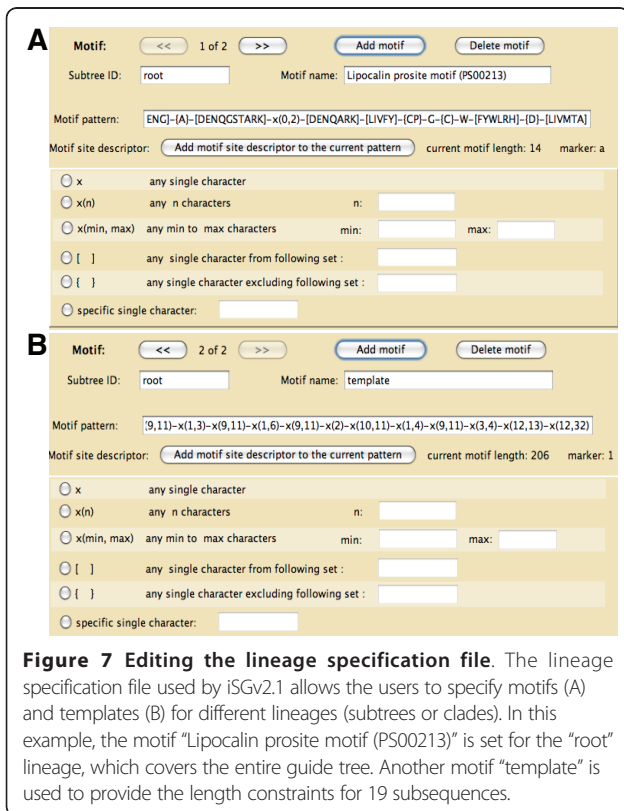 A
Motif: << 1 of 2 >> Add motif Delete motif
Subtree ID: root Motif name: Lipocalin prosite motif (PS00213)
Motif pattern: ENG]-{A}-[DENQGSTARK]-x(0,2)-[DENQARK]-[LIVFY]-{CP}-G-{C}-W-[FYWLRH]-{D}-[LIVMTA]
Motif site descriptor: Add motif site descriptor to the current pattern current motif length: 14 marker: a
x any single character
x(n) any n characters n:
x(min, max) any min to max characters min: max:
[ ] any single character from following set :
{ } any single character excluding following set :
specific single character:
B
Motif: << 2 of 2 >> Add motif Delete motif
Subtree ID: root Motif name: template
Motif pattern: (9,11)-x(1,3)-x(9,11)-x(1,6)-x(9,11)-x(2)-x(10,11)-x(1,4)-x(9,11)-x(3,4)-x(12,13)-x(12,32)
Motif site descriptor: Add motif site descriptor to the current pattern current motif length: 206 marker: 1
x any single character
x(n) any n characters n:
x(min, max) any min to max characters min: max:
[ ] any single character from following set :
{ } any single character excluding following set :
specific single character:
Figure 7 Editing the lineage specification file. The lineage
specification file used by iSGv2.1 allows the users to specify motifs (A)
and templates (B) for different lineages (subtrees or clades). In this
example, the motif "Lipocalin prosite motif (PS00213)" is set for the "root"
lineage, which covers the entire guide tree. Another motif "template" is
used to provide the length constraints for 19 subsequences.